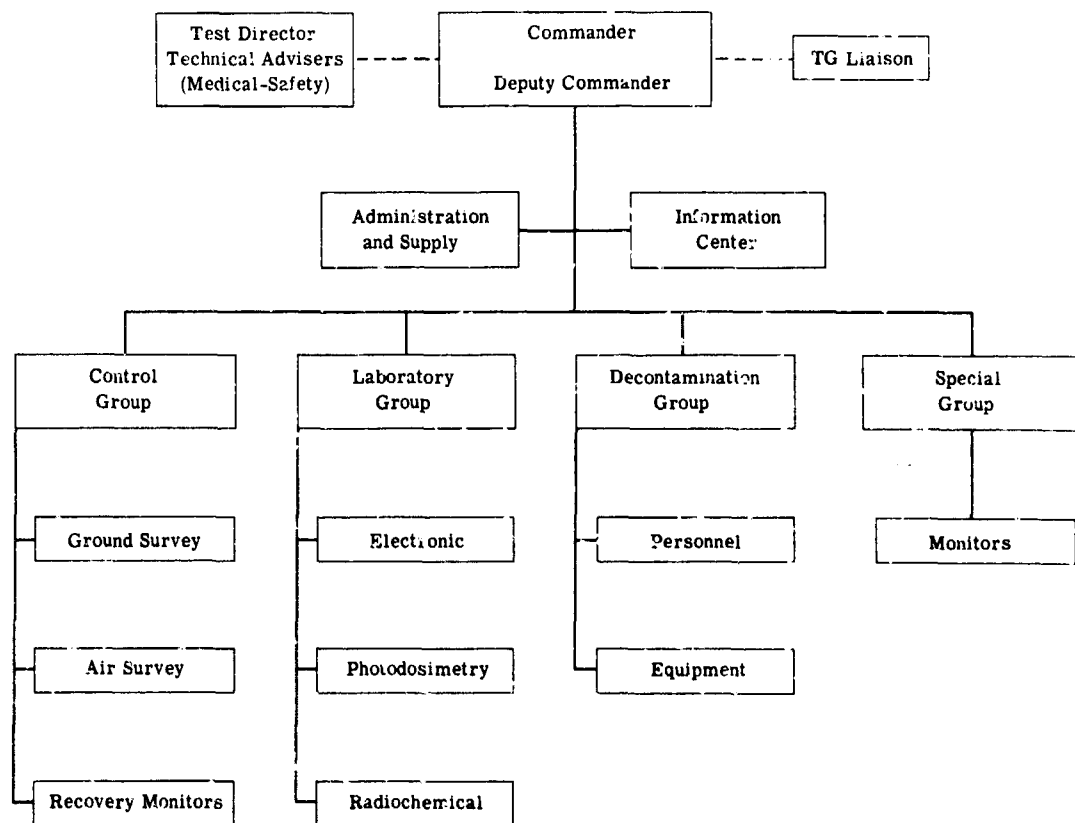 Test Director
Technical Advisers
(Medical-Safety)
Commander
Deputy Commander
TG Liaison
Administration
and Supply
Information
Center
Control
Group
Laboratory
Group
Decontamination
Group
Special
Group
Ground Survey
Electronic
Personnel
Monitors
Air Survey
Photodosimetry
Equipment
Recovery Monitors
Radiochemical